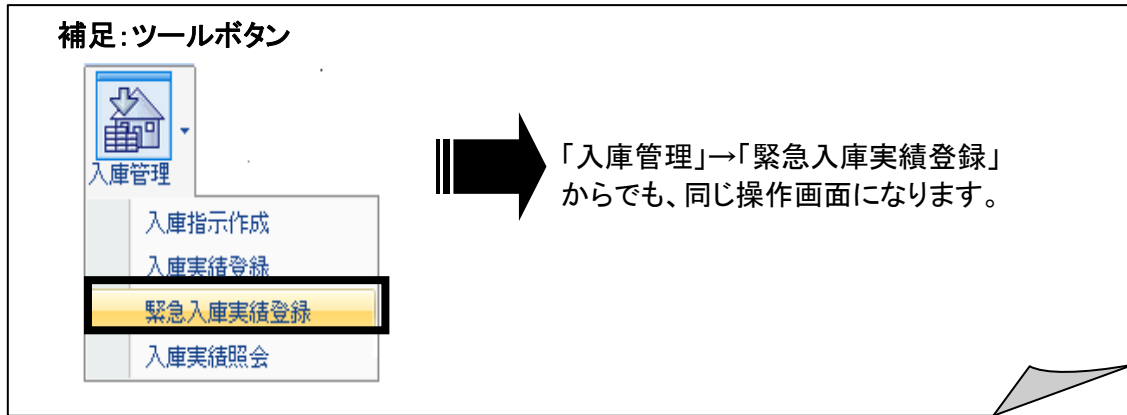 補足：ツールボタン
入庫管理
入庫指示作成
入庫実績登録
緊急入庫実績登録
入庫実績照会
「入庫管理」→「緊急入庫実績登録」
からでも、同じ操作画面になります。